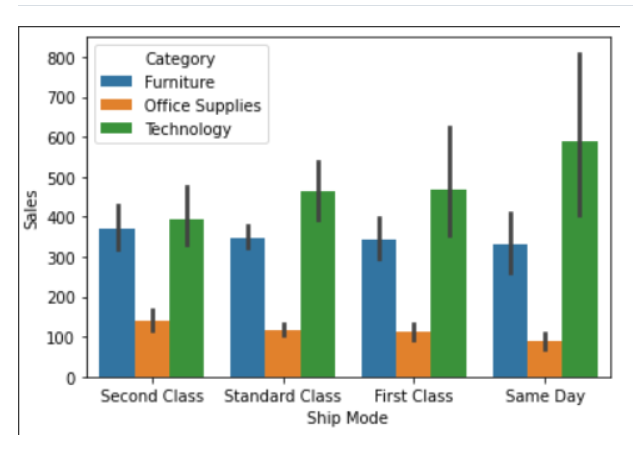 Category
Furniture
Office Supplies
Technology
800
700
600
500
400
300
200
100
0
Sales
Second Class
Standard Class
First Class
Same Day
Ship Mode